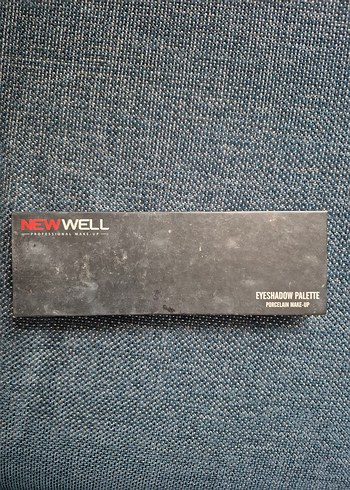 NEWWELL
PROFESSIONAL MAKE-UP
EYESHADOW PALETTE
PORCELAIN MAKE-UP